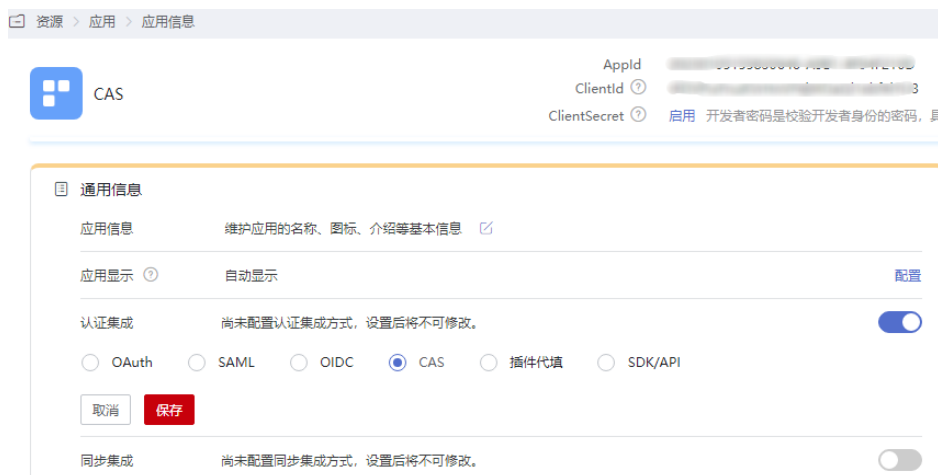 资源 > 应用 > 应用信息
CAS
AppId
ClientId
ClientSecret 启用 开发者密码是校验开发者身份的密码，
通用信息
应用信息 维护应用的名称、图标、介绍等基本信息
应用显示 自动显示 配置
认证集成 尚未配置认证集成方式，设置后将不可修改。
OAuth SAML OIDC CAS 插件代填 SDK/API
取消 保存
同步集成 尚未配置同步集成方式，设置后将不可修改。